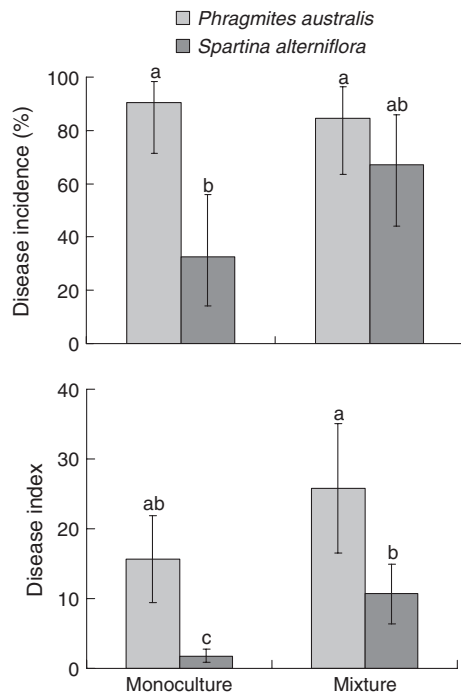 Phragmites australis
Spartina alterniflora
Disease incidence (%)
100
80
60
40
20
0
a
b
a
ab
Disease index
40
30
20
10
0
ab
c
a
b
Monoculture
Mixture